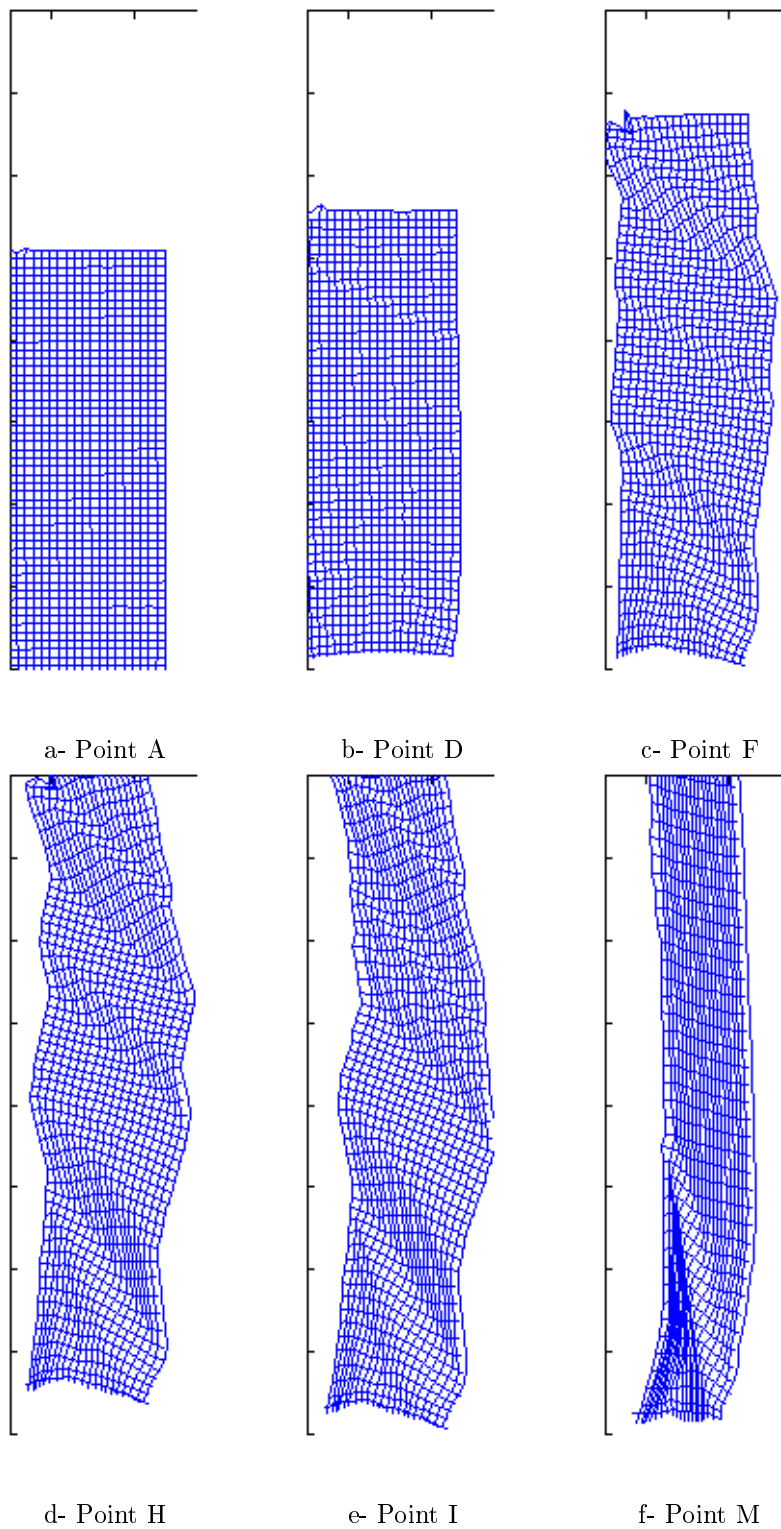 a- Point A
b- Point D
c- Point F
d- Point H
e- Point I
f- Point M